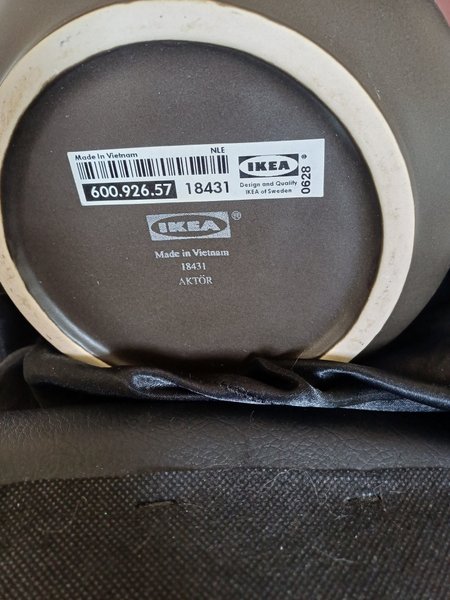 Made in Vietnam NLE
600.926.57 18431
IKEA ®
Design and Quality
IKEA of Sweden
0628
IKEA ®
Made in Vietnam
18431
AKTÖR